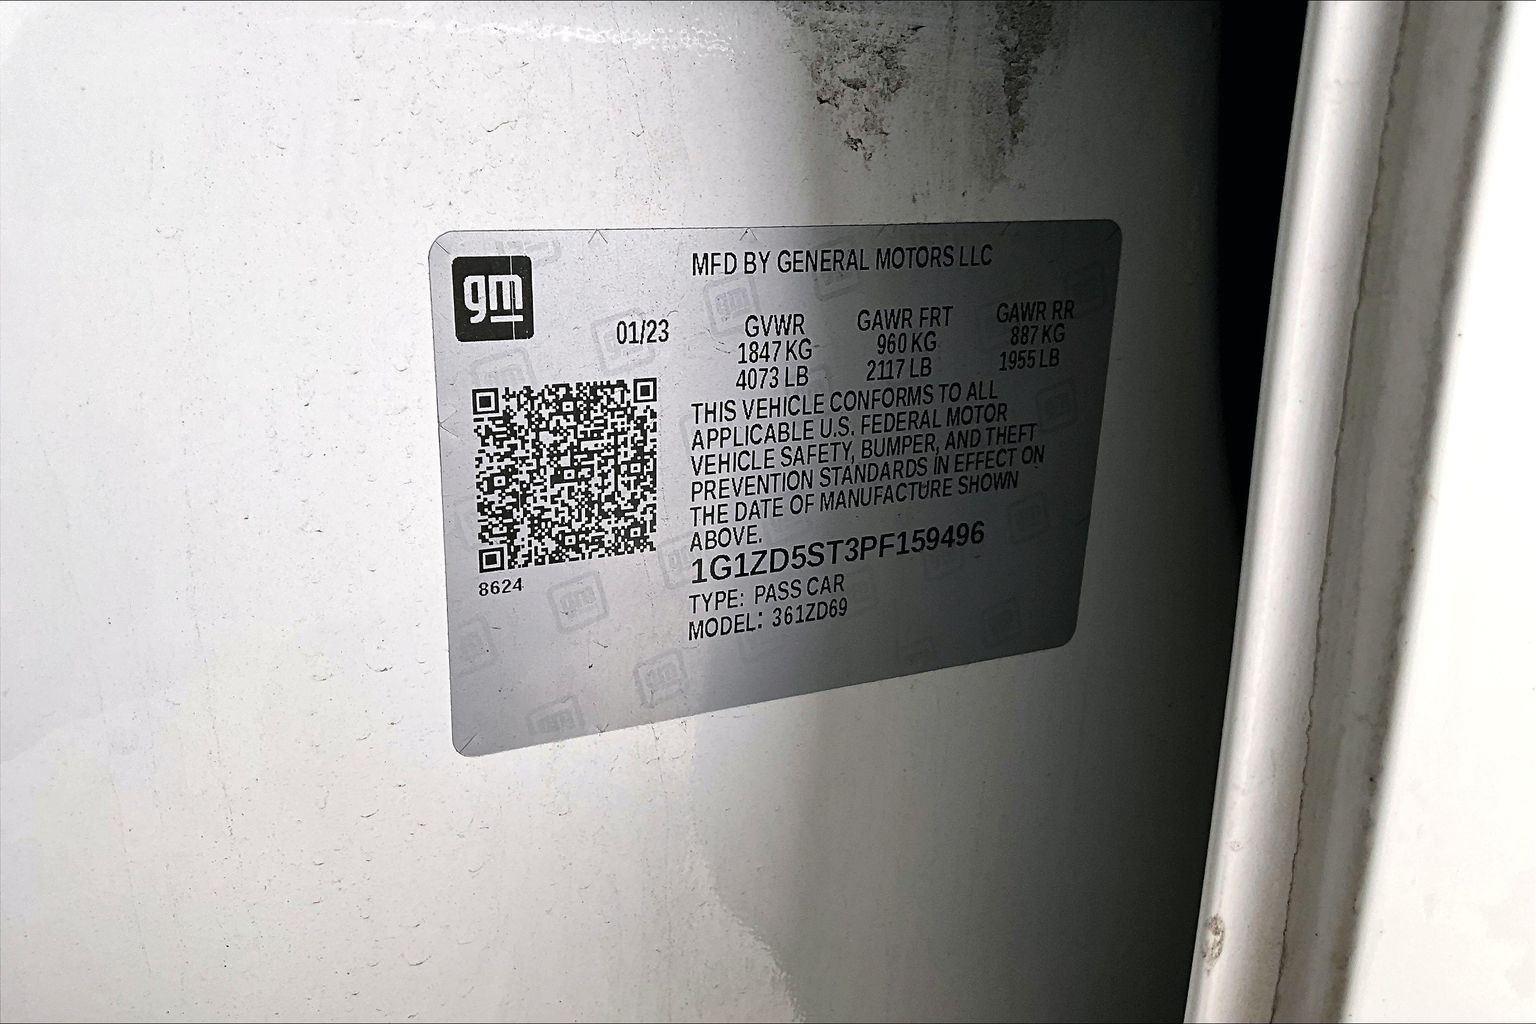 gm
MFD BY GENERAL MOTORS LLC
01/23
GVWR GAWR FRT GAWR RR
1847 KG 960 KG 887 KG
4073 LB 2117 LB 1955 LB
THIS VEHICLE CONFORMS TO ALL
APPLICABLE U.S. FEDERAL MOTOR
VEHICLE SAFETY, BUMPER, AND THEFT
PREVENTION STANDARDS IN EFFECT ON
THE DATE OF MANUFACTURE SHOWN
ABOVE.
1G1ZD5ST3PF159496
TYPE: PASS CAR
MODEL: 361ZD69
8624